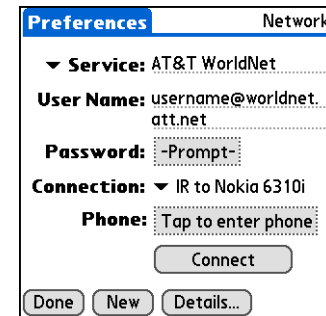 Preferences Network
Service: AT&T WorldNet
User Name: username@worldnet.
att.net
Password: -Prompt-
Connection: IR to Nokia 6310i
Phone: Tap to enter phone
Connect
Done New Details...